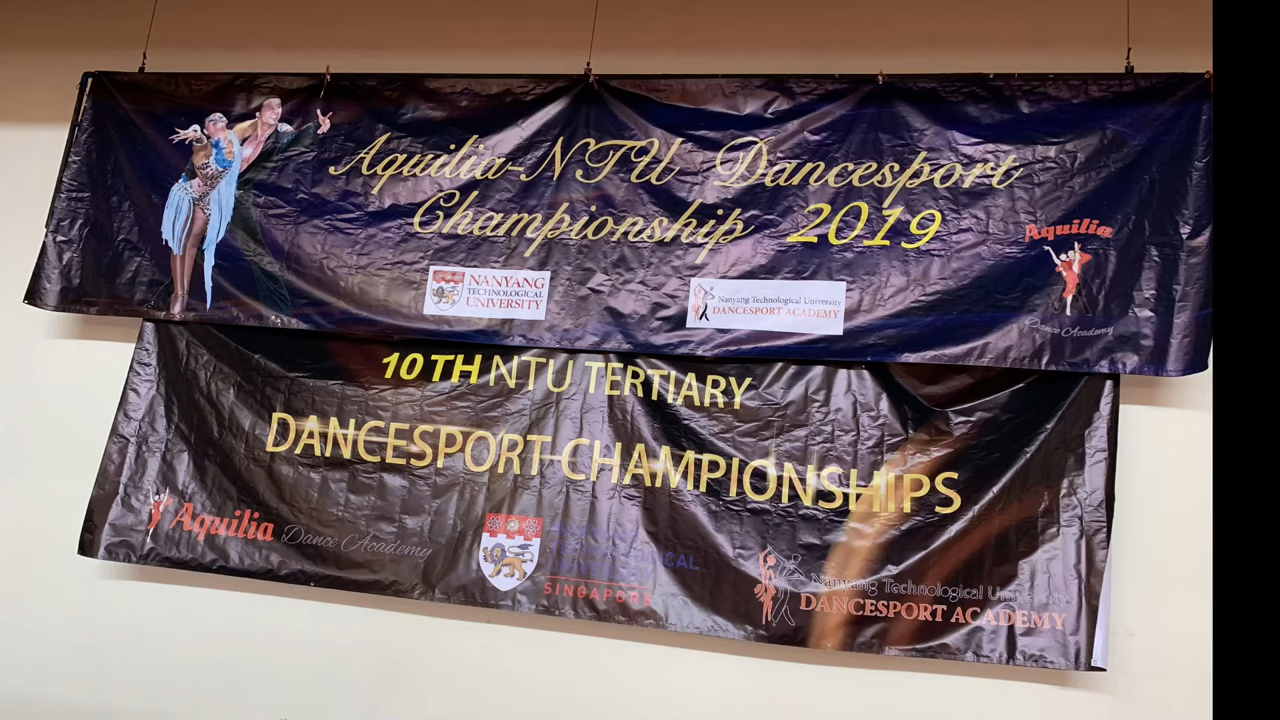 Aquilia-NTU Dancesport
Championship 2019
Aquilia
Dance Academy
NANYANG
TECHNOLOGICAL
UNIVERSITY
Nanyang Technological University
DANCESPORT ACADEMY
10TH NTU TERTIARY
DANCESPORT CHAMPIONSHIPS
Aquilia Dance Academy
SINGAPORE
Nanyang Technological University
DANCESPORT ACADEMY